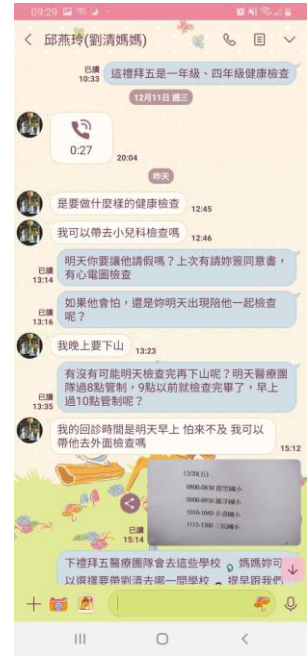 09:29
邱燕玲(劉清媽媽)
這禮拜五是一年級、四年級健康檢查
已讀
10:33
12月11日 週三
0:27
20:04
昨天
是要做什麼樣的健康檢查
12:45
我可以帶去小兒科檢查嗎
12:46
明天你要讓他請假嗎?上次有請妳簽同意書，
有心電圖檢查
已讀
13:14
如果他會怕，還是妳明天出現陪他一起檢查
呢?
已讀
13:16
我晚上要下山
13:23
有沒有可能明天檢查完再下山呢?明天醫療團
隊過8點管制，9點以前就檢查完畢了，早上
過10點管制呢?
已讀
13:35
我的回診時間是明天早上 怕來不及 我可以
帶他去外面檢查嗎
15:12
12/20(五)
0800-0830
0900-0930
1010-1040
1115-1200
已讀
15:14
下禮拜五醫療團隊會去這些學校。媽媽妳可
以選擇要帶劉清去哪一間學校。提早跟我們